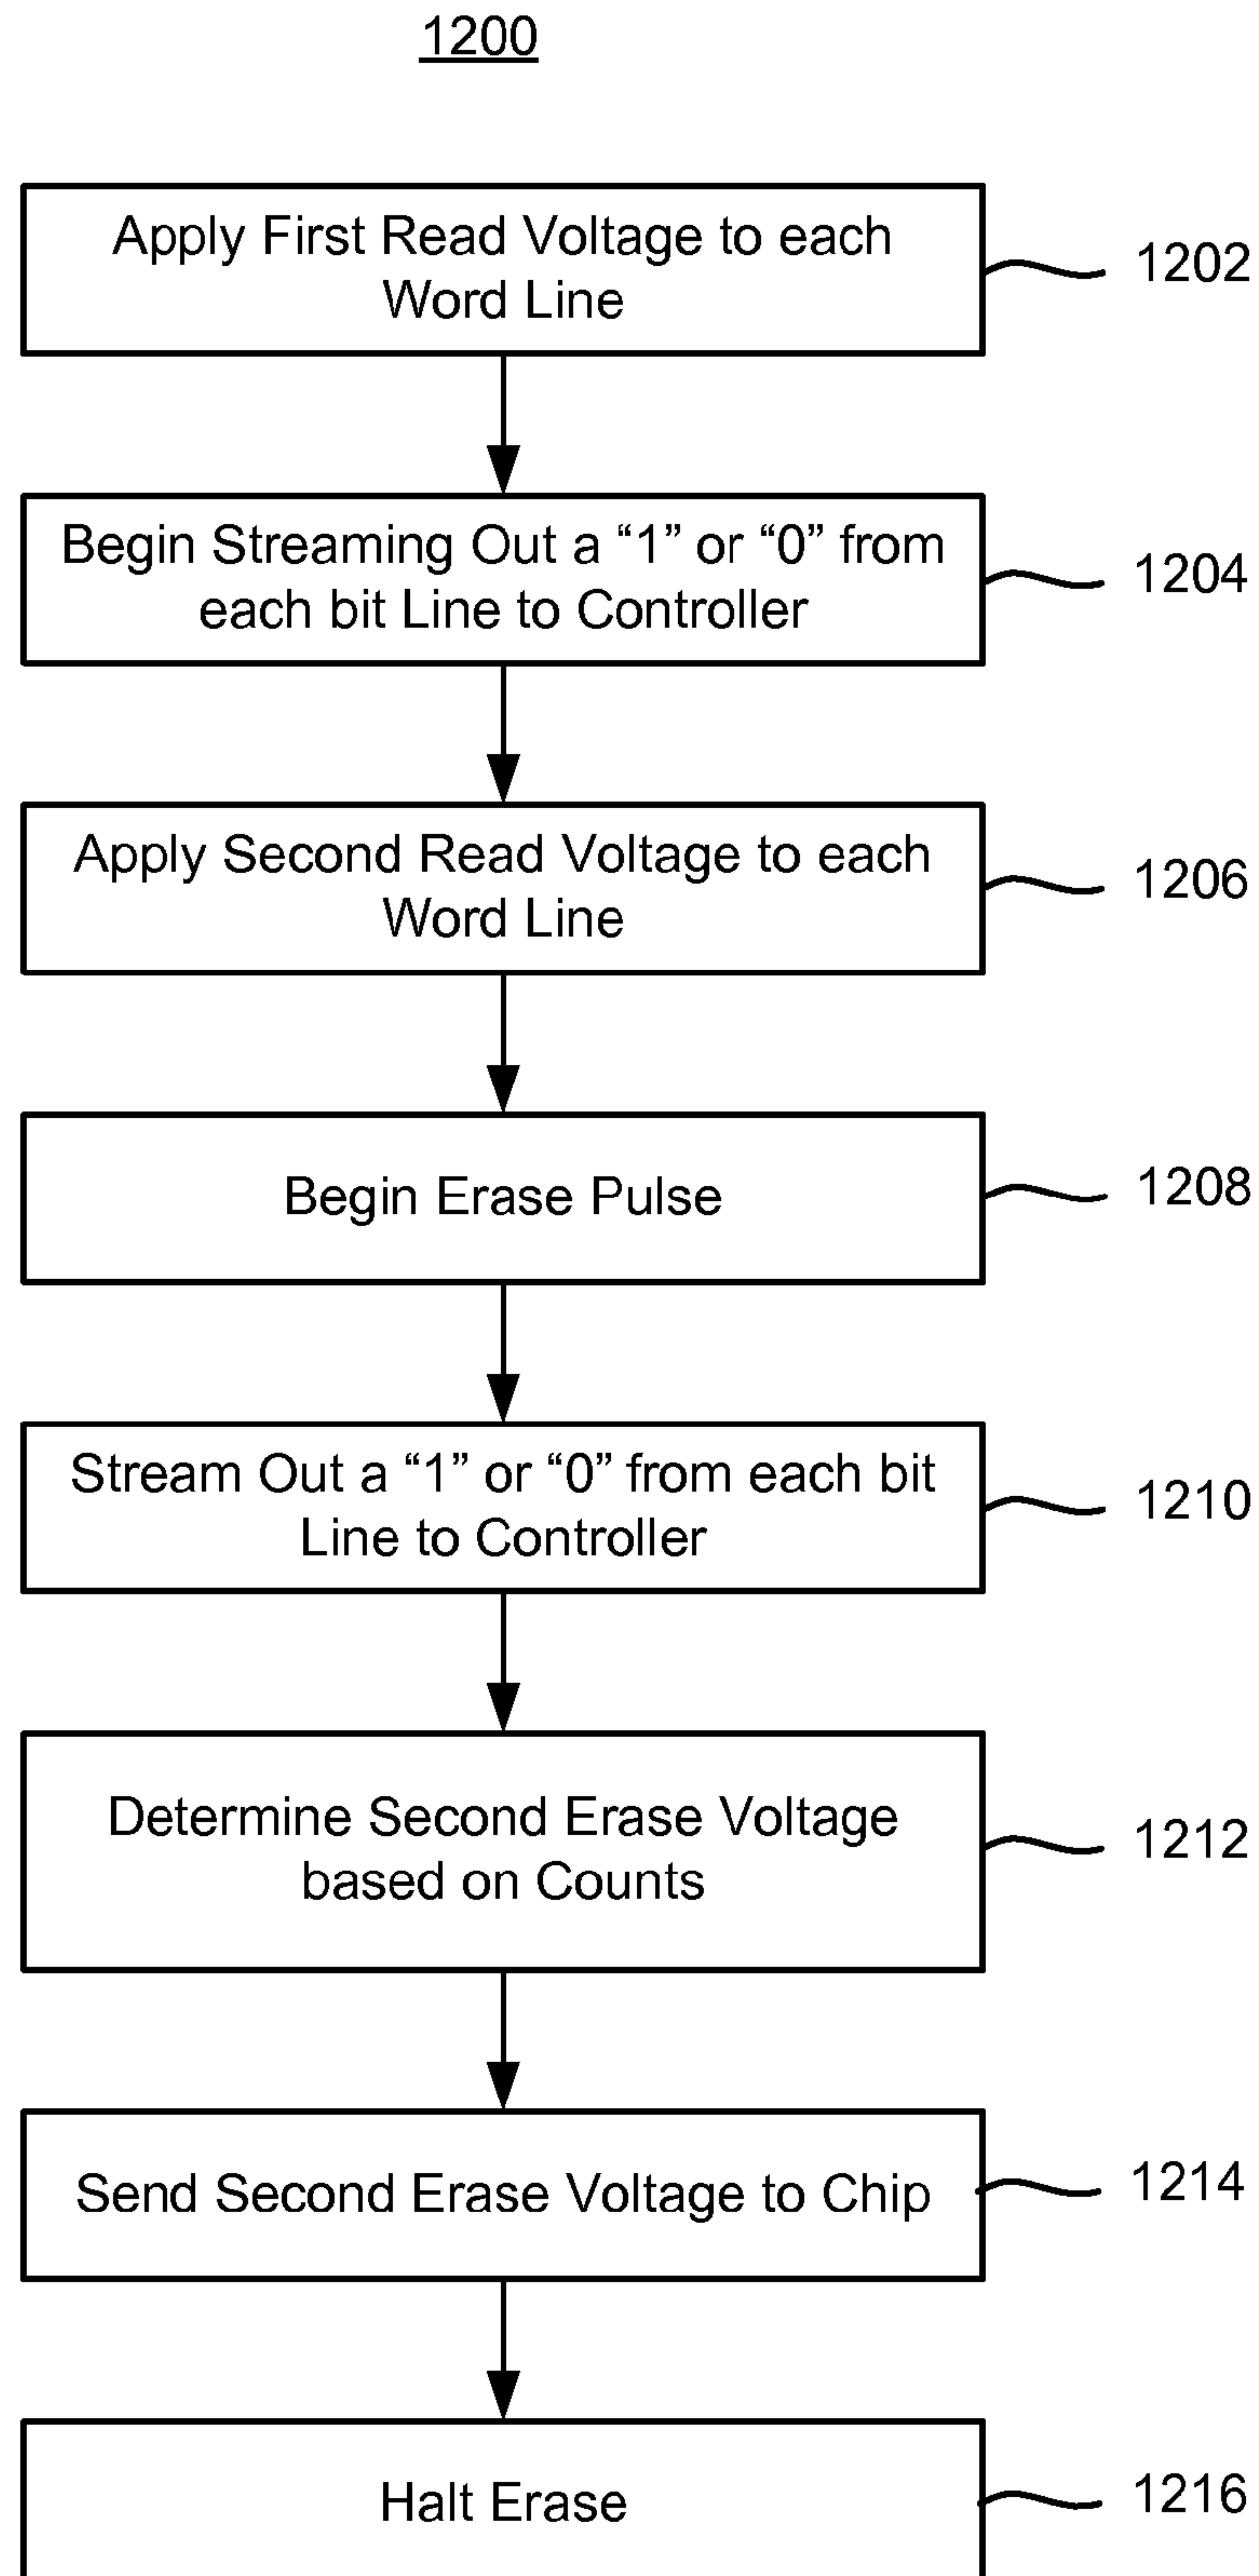 1200
Apply First Read Voltage to each
Word Line
1202
Begin Streaming Out a “1” or “0” from
each bit Line to Controller
1204
Apply Second Read Voltage to each
Word Line
1206
Begin Erase Pulse
1208
Stream Out a “1” or “0” from each bit
Line to Controller
1210
Determine Second Erase Voltage
based on Counts
1212
Send Second Erase Voltage to Chip
1214
Halt Erase
1216